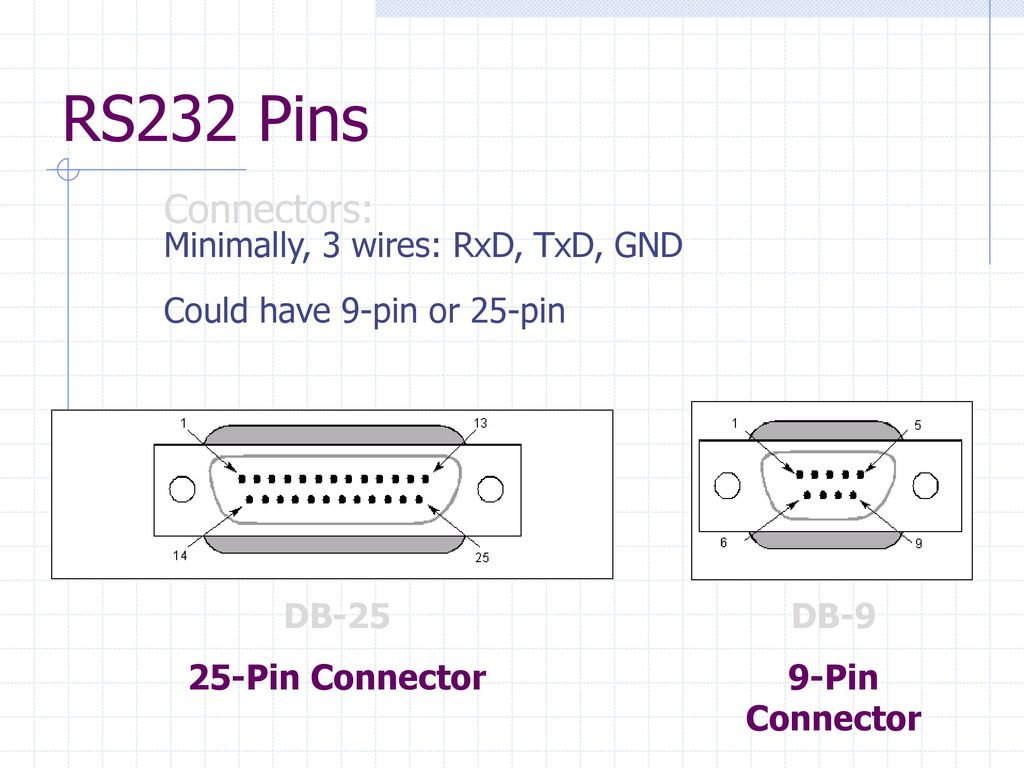 RS232 Pins
Connectors:
Minimally, 3 wires: RxD, TxD, GND
Could have 9-pin or 25-pin
1 13
14 25
1 5
6 9
DB-25
25-Pin Connector
DB-9
9-Pin
Connector